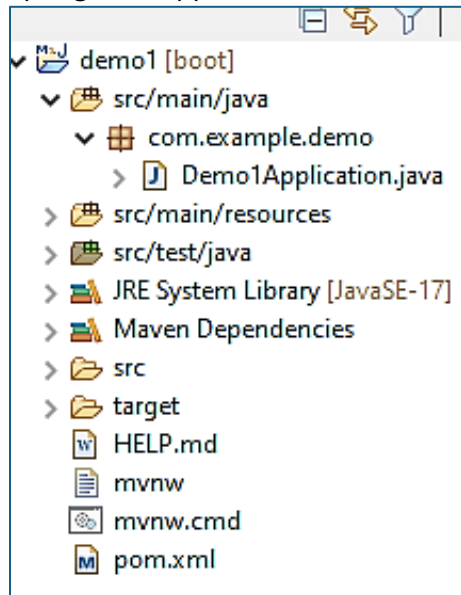 demo1 [boot]
src/main/java
com.example.demo
Demo1Application.java
src/main/resources
src/test/java
JRE System Library [JavaSE-17]
Maven Dependencies
src
target
HELP.md
mvnw
mvnw.cmd
pom.xml